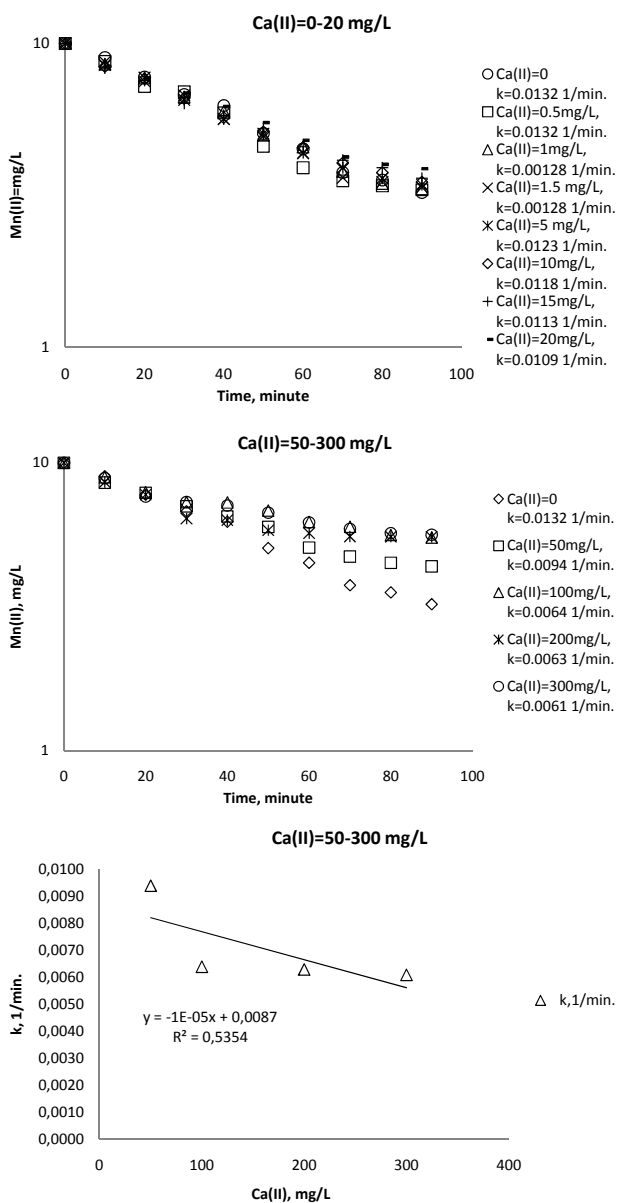 Ca(II)=0-20 mg/L
10
1
Mn(II)=mg/L
0
20
40
60
80
100
Time, minute
Ca(II)=0
k=0.0132 1/min.
Ca(II)=0.5mg/L,
k=0.0132 1/min.
Ca(II)=1mg/L,
k=0.00128 1/min.
Ca(II)=1.5 mg/L,
k=0.00128 1/min.
Ca(II)=5 mg/L,
k=0.0123 1/min.
Ca(II)=10mg/L,
k=0.0118 1/min.
Ca(II)=15mg/L,
k=0.0113 1/min.
Ca(II)=20mg/L,
k=0.0109 1/min.
Ca(II)=50-300 mg/L
10
1
Mn(II), mg/L
0
20
40
60
80
100
Time, minute
Ca(II)=0
k=0.0132 1/min.
Ca(II)=50mg/L,
k=0.0094 1/min.
Ca(II)=100mg/L,
k=0.0064 1/min.
Ca(II)=200mg/L,
k=0.0063 1/min.
Ca(II)=300mg/L,
k=0.0061 1/min.
Ca(II)=50-300 mg/L
0,0100
0,0090
0,0080
0,0070
0,0060
0,0050
0,0040
0,0030
0,0020
0,0010
0,0000
k, 1/min.
y = -1E-05x + 0,0087
R² = 0,5354
k,1/min.
0
100
200
300
400
Ca(II), mg/L